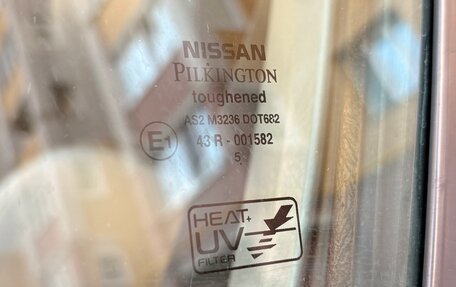 NISSAN
PILKINGTON
toughened
AS2 M3236 DOT682
E1 43 R - 001582
5
HEAT+
UV
FILTER